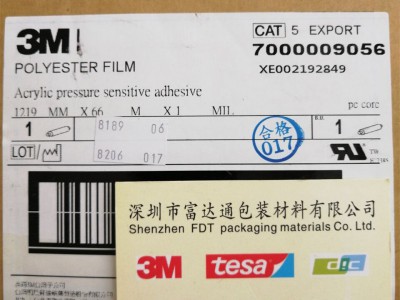 3M
CAT 5 EXPORT
7000009056
XE002192849
POLYESTER FILM
Acrylic pressure sensitive adhesive
1219 MM X 66 M X 1 MIL
pc core
1
8189 06
合格
017
1
LOT/
8206 017
深圳市富达通包装材料有限公司
Shenzhen FDT packaging materials Co. Ltd.
3M
tesa
dic